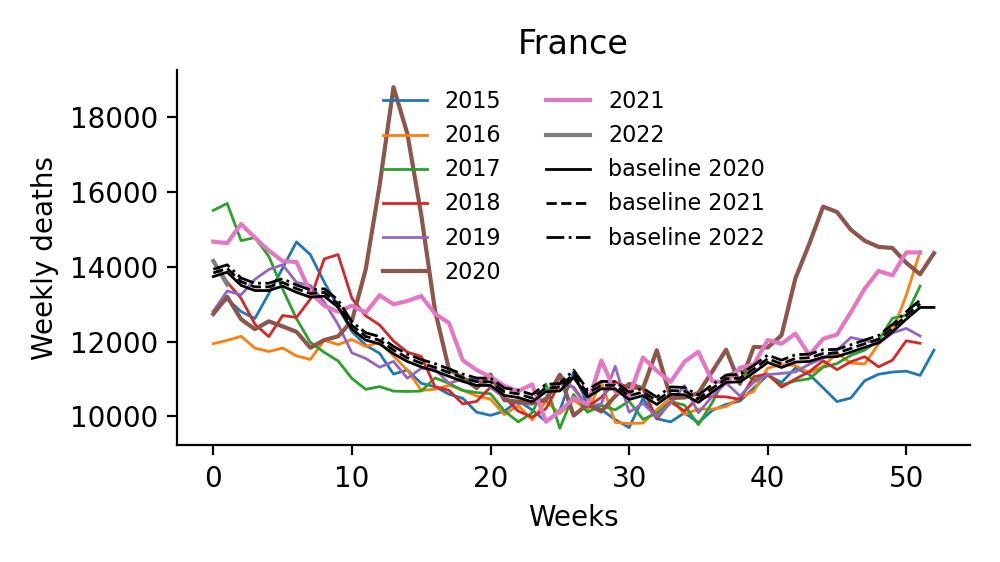 France
Weekly deaths
18000
16000
14000
12000
10000
2015
2016
2017
2018
2019
2020
2021
2022
baseline 2020
baseline 2021
baseline 2022
0 10 20 30 40 50
Weeks